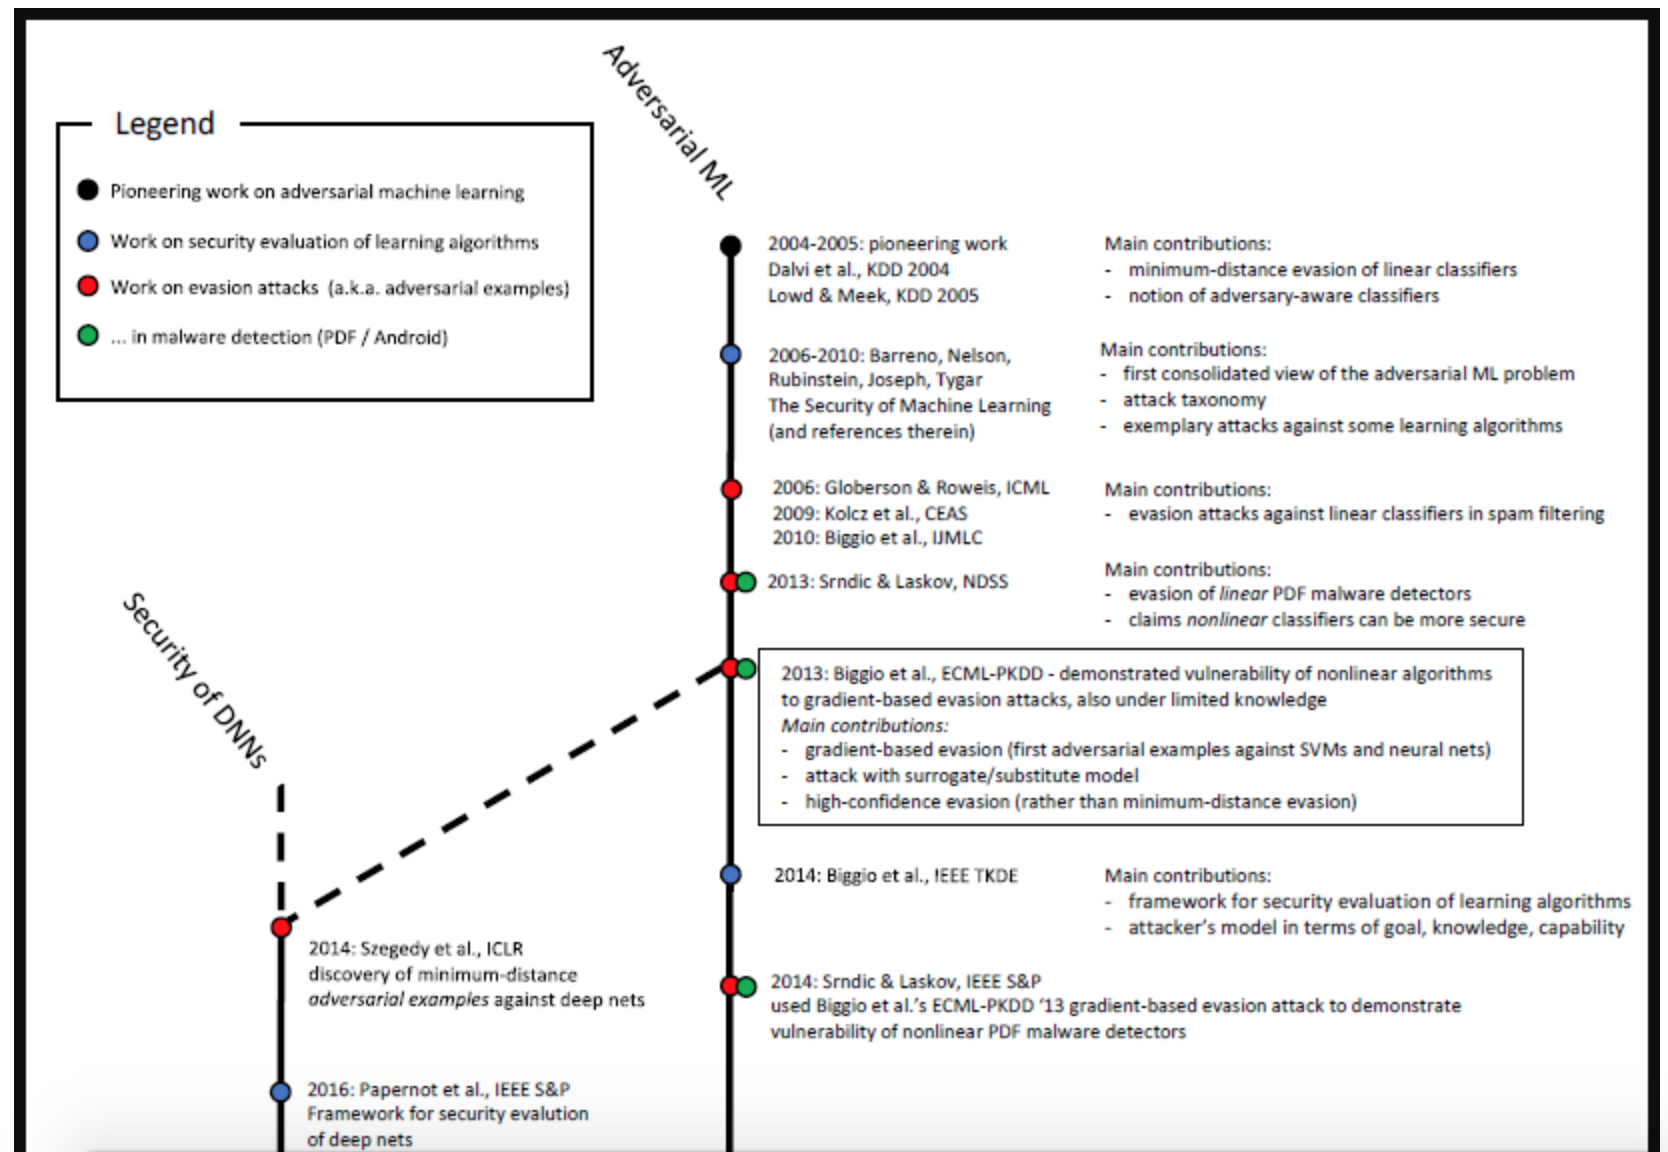 Adversarial ML
Legend
Pioneering work on adversarial machine learning
Work on security evaluation of learning algorithms
Work on evasion attacks (a.k.a. adversarial examples)
... in malware detection (PDF / Android)
2004-2005: pioneering work
Dalvi et al., KDD 2004
Lowd & Meek, KDD 2005
Main contributions:
- minimum-distance evasion of linear classifiers
- notion of adversary-aware classifiers
2006-2010: Barreno, Nelson,
Rubinstein, Joseph, Tygar
The Security of Machine Learning
(and references therein)
Main contributions:
- first consolidated view of the adversarial ML problem
- attack taxonomy
- exemplary attacks against some learning algorithms
2006: Globerson & Roweis, ICML
2009: Kolcz et al., CEAS
2010: Biggio et al., IJMLC
Main contributions:
- evasion attacks against linear classifiers in spam filtering
2013: Srndic & Laskov, NDSS
Main contributions:
- evasion of linear PDF malware detectors
- claims nonlinear classifiers can be more secure
2013: Biggio et al., ECML-PKDD - demonstrated vulnerability of nonlinear algorithms
to gradient-based evasion attacks, also under limited knowledge
Main contributions:
- gradient-based evasion (first adversarial examples against SVMs and neural nets)
- attack with surrogate/substitute model
- high-confidence evasion (rather than minimum-distance evasion)
2014: Biggio et al., IEEE TKDE
Main contributions:
- framework for security evaluation of learning algorithms
- attacker's model in terms of goal, knowledge, capability
2014: Srndic & Laskov, IEEE S&P
used Biggio et al.'s ECML-PKDD '13 gradient-based evasion attack to demonstrate
vulnerability of nonlinear PDF malware detectors
Security of DNNs
2014: Szegedy et al., ICLR
discovery of minimum-distance
adversarial examples against deep nets
2016: Papernot et al., IEEE S&P
Framework for security evalution
of deep nets